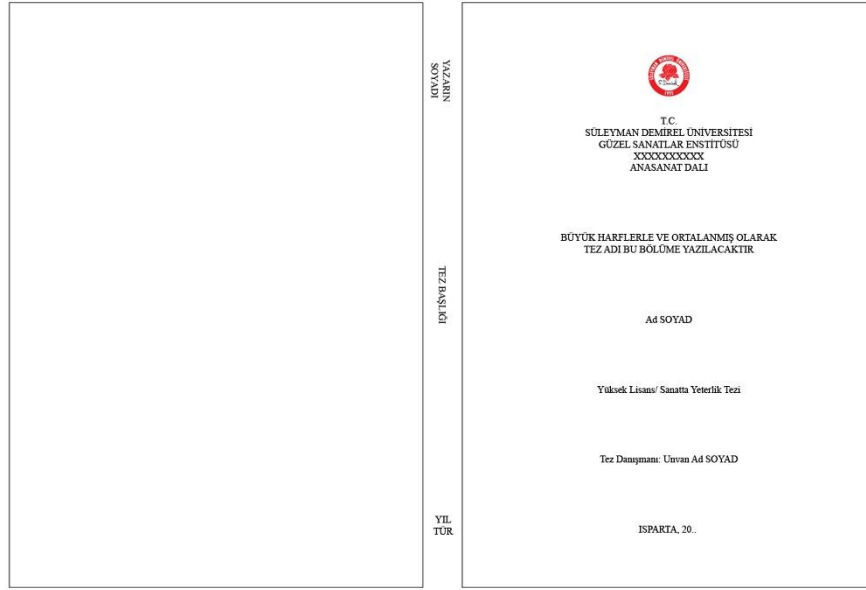 YAZARIN
SOYADI
TEZ BAŞLIĞI
YIL
TÜR
T.C.
SÜLEYMAN DEMİREL ÜNİVERSİTESİ
GÜZEL SANATLAR ENSTİTÜSÜ
XXXXXXXXXX
ANASANAT DALI
BÜYÜK HARFLERLE VE ORTALANMIŞ OLARAK
TEZ ADI BU BÖLÜME YAZILACAKTIR
Ad SOYAD
Yüksek Lisans/ Sanatta Yeterlik Tezi
Tez Danışmanı: Unvan Ad SOYAD
ISPARTA, 20..